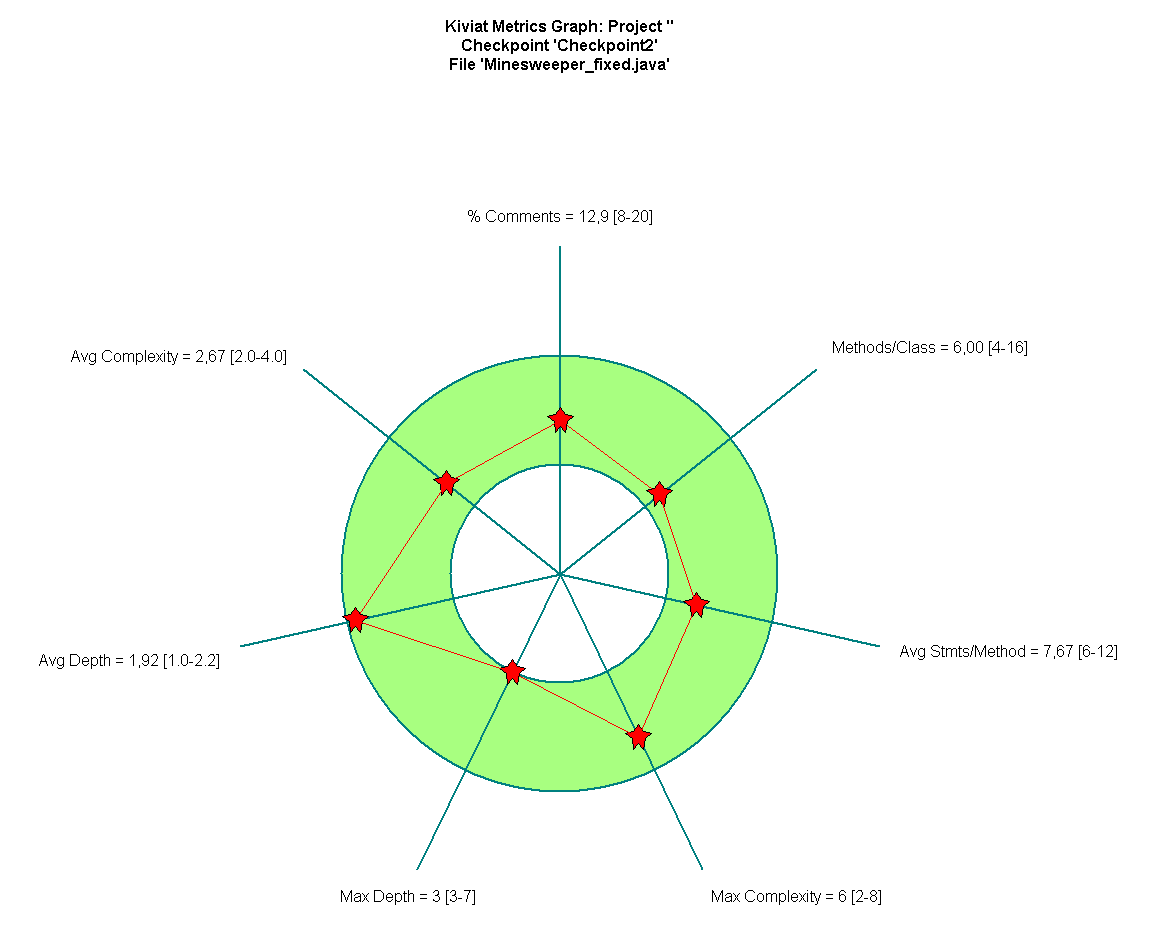 Kiviat Metrics Graph: Project ''
Checkpoint 'Checkpoint2'
File 'Minesweeper_fixed.java'
% Comments = 12,9 [8-20]
Methods/Class = 6,00 [4-16]
Avg Complexity = 2,67 [2.0-4.0]
Avg Stmts/Method = 7,67 [6-12]
Avg Depth = 1,92 [1.0-2.2]
Max Depth = 3 [3-7]
Max Complexity = 6 [2-8]